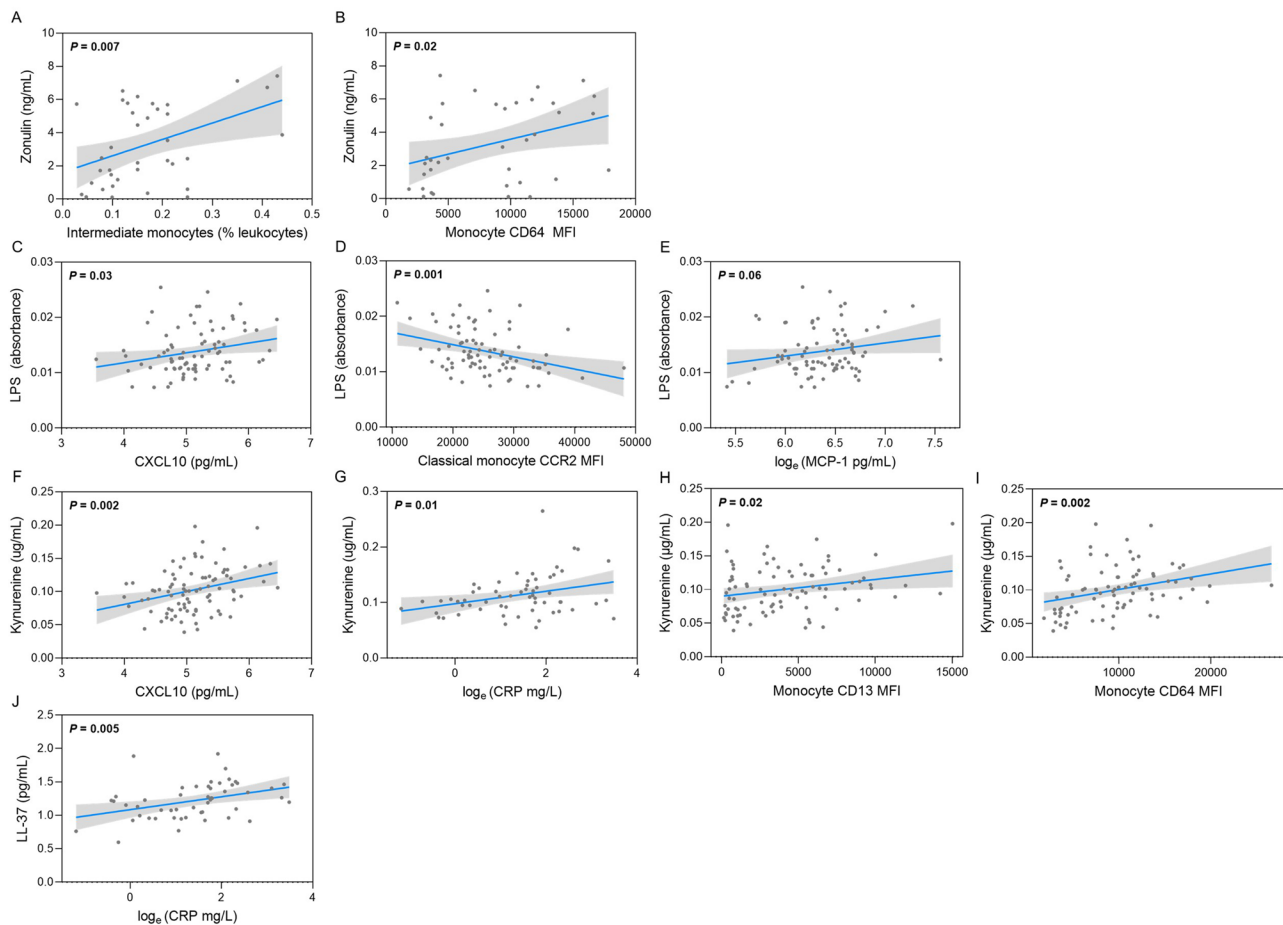 A
P = 0.007
Zonulin (ng/mL)
10
8
6
4
2
0
0.0 0.1 0.2 0.3 0.4 0.5
Intermediate monocytes (% leukocytes)
B
P = 0.02
Zonulin (ng/mL)
10
8
6
4
2
0
0 5000 10000 15000 20000
Monocyte CD64 MFI
C
P = 0.03
LPS (absorbance)
0.03
0.02
0.01
0.00
3 4 5 6 7
CXCL10 (pg/mL)
D
P = 0.001
LPS (absorbance)
0.03
0.02
0.01
0.00
10000 20000 30000 40000 50000
Classical monocyte CCR2 MFI
E
P = 0.06
LPS (absorbance)
0.03
0.02
0.01
0.00
5.5 6.0 6.5 7.0 7.5
logₑ (MCP-1 pg/mL)
F
P = 0.002
Kynurenine (ug/mL)
0.25
0.20
0.15
0.10
0.05
0.00
3 4 5 6 7
CXCL10 (pg/mL)
G
P = 0.01
Kynurenine (ug/mL)
0.3
0.2
0.1
0.0
0 2 4
logₑ (CRP mg/L)
H
P = 0.02
Kynurenine (µg/mL)
0.25
0.20
0.15
0.10
0.05
0.00
0 5000 10000 15000
Monocyte CD13 MFI
I
P = 0.002
Kynurenine (µg/mL)
0.25
0.20
0.15
0.10
0.05
0.00
10000 20000
Monocyte CD64 MFI
J
P = 0.005
LL-37 (pg/mL)
2.5
2.0
1.5
1.0
0.5
0.0
0 2 4
logₑ (CRP mg/L)